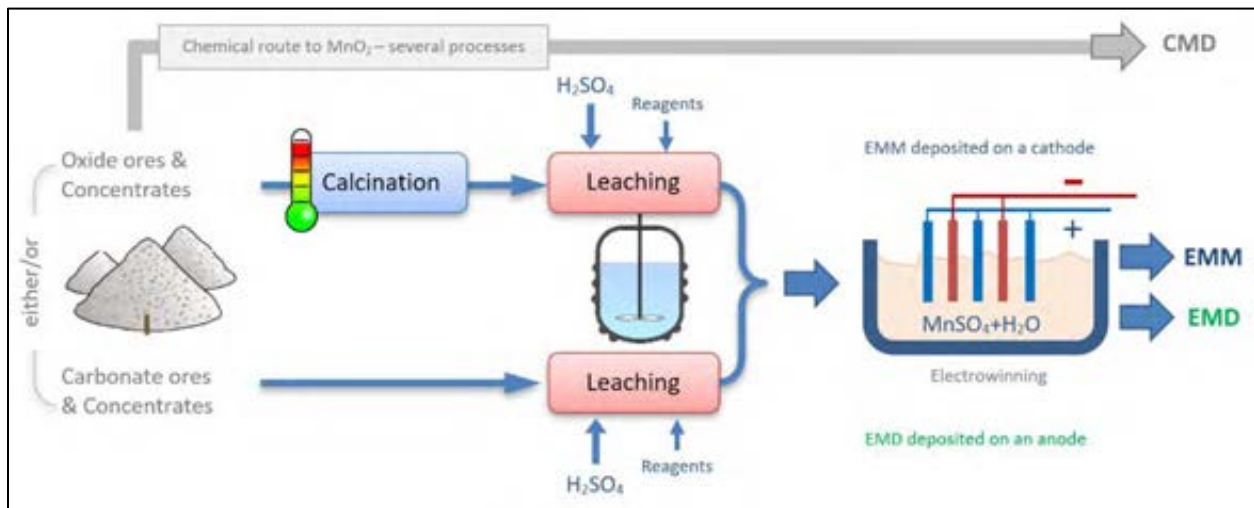 Chemical route to MnO₂ – several processes
CMD
H₂SO₄
Reagents
either/or
Oxide ores &
Concentrates
Calcination
Leaching
EMM deposited on a cathode
−
+
EMM
MnSO₄+H₂O
EMD
Electrowinning
Carbonate ores
& Concentrates
Leaching
EMD deposited on an anode
H₂SO₄
Reagents